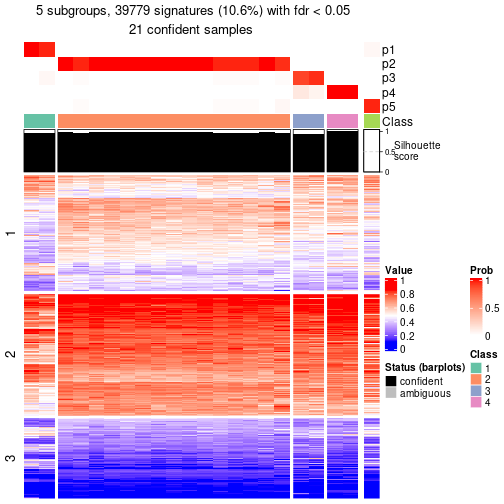 5 subgroups, 39779 signatures (10.6%) with fdr < 0.05
21 confident samples
p1
p2
p3
p4
p5
Class
1
0.5
0
Silhouette
score
1
2
3
Value
1
0.8
0.6
0.4
0.2
0
Status (barplots)
confident
ambiguous
Prob
1
0.5
0
Class
1
2
3
4